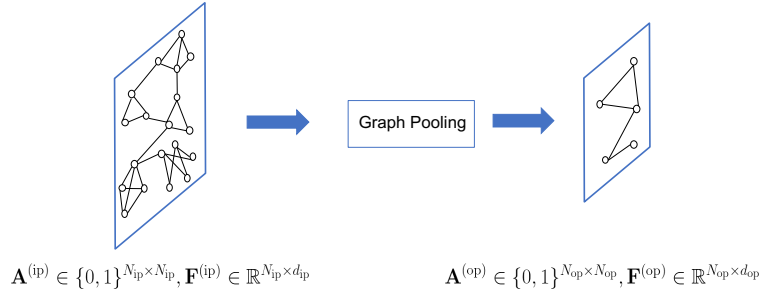 Graph Pooling
𝐀^(ip) ∈ {0, 1}^{N_ip×N_ip}, 𝐅^(ip) ∈ ℝ^{N_ip×d_ip}
𝐀^(op) ∈ {0, 1}^{N_op×N_op}, 𝐅^(op) ∈ ℝ^{N_op×d_op}